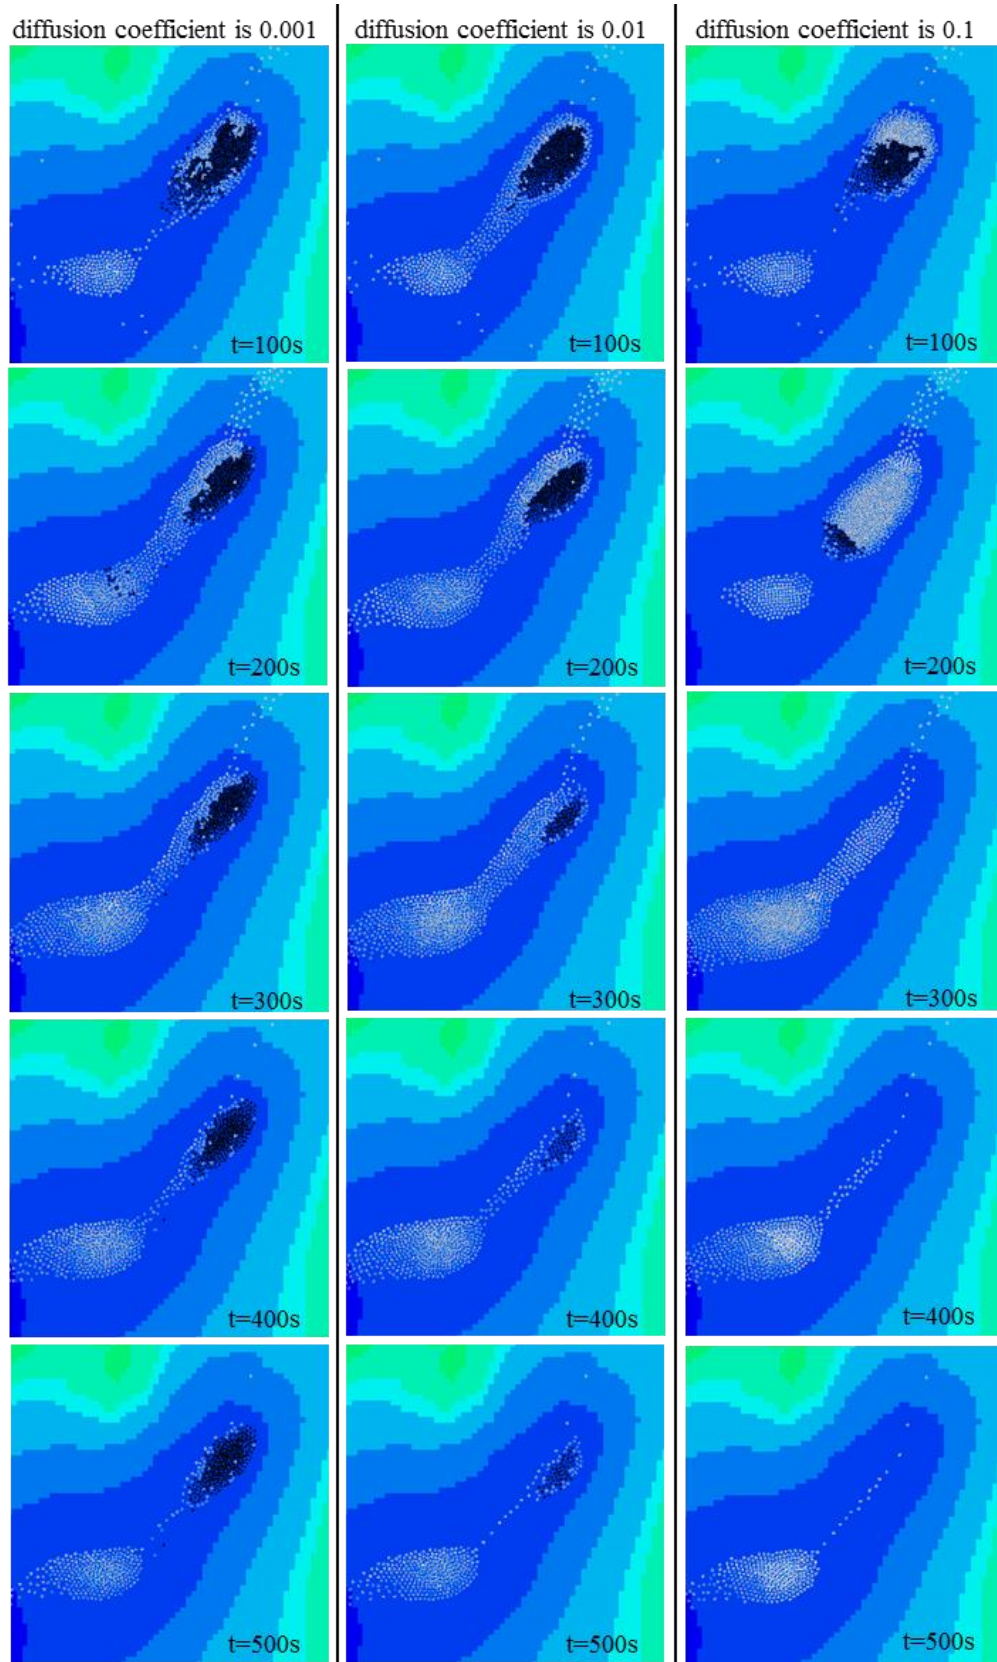 diffusion coefficient is 0.001
diffusion coefficient is 0.01
diffusion coefficient is 0.1
t=100s
t=100s
t=100s
t=200s
t=200s
t=200s
t=300s
t=300s
t=300s
t=400s
t=400s
t=400s
t=500s
t=500s
t=500s